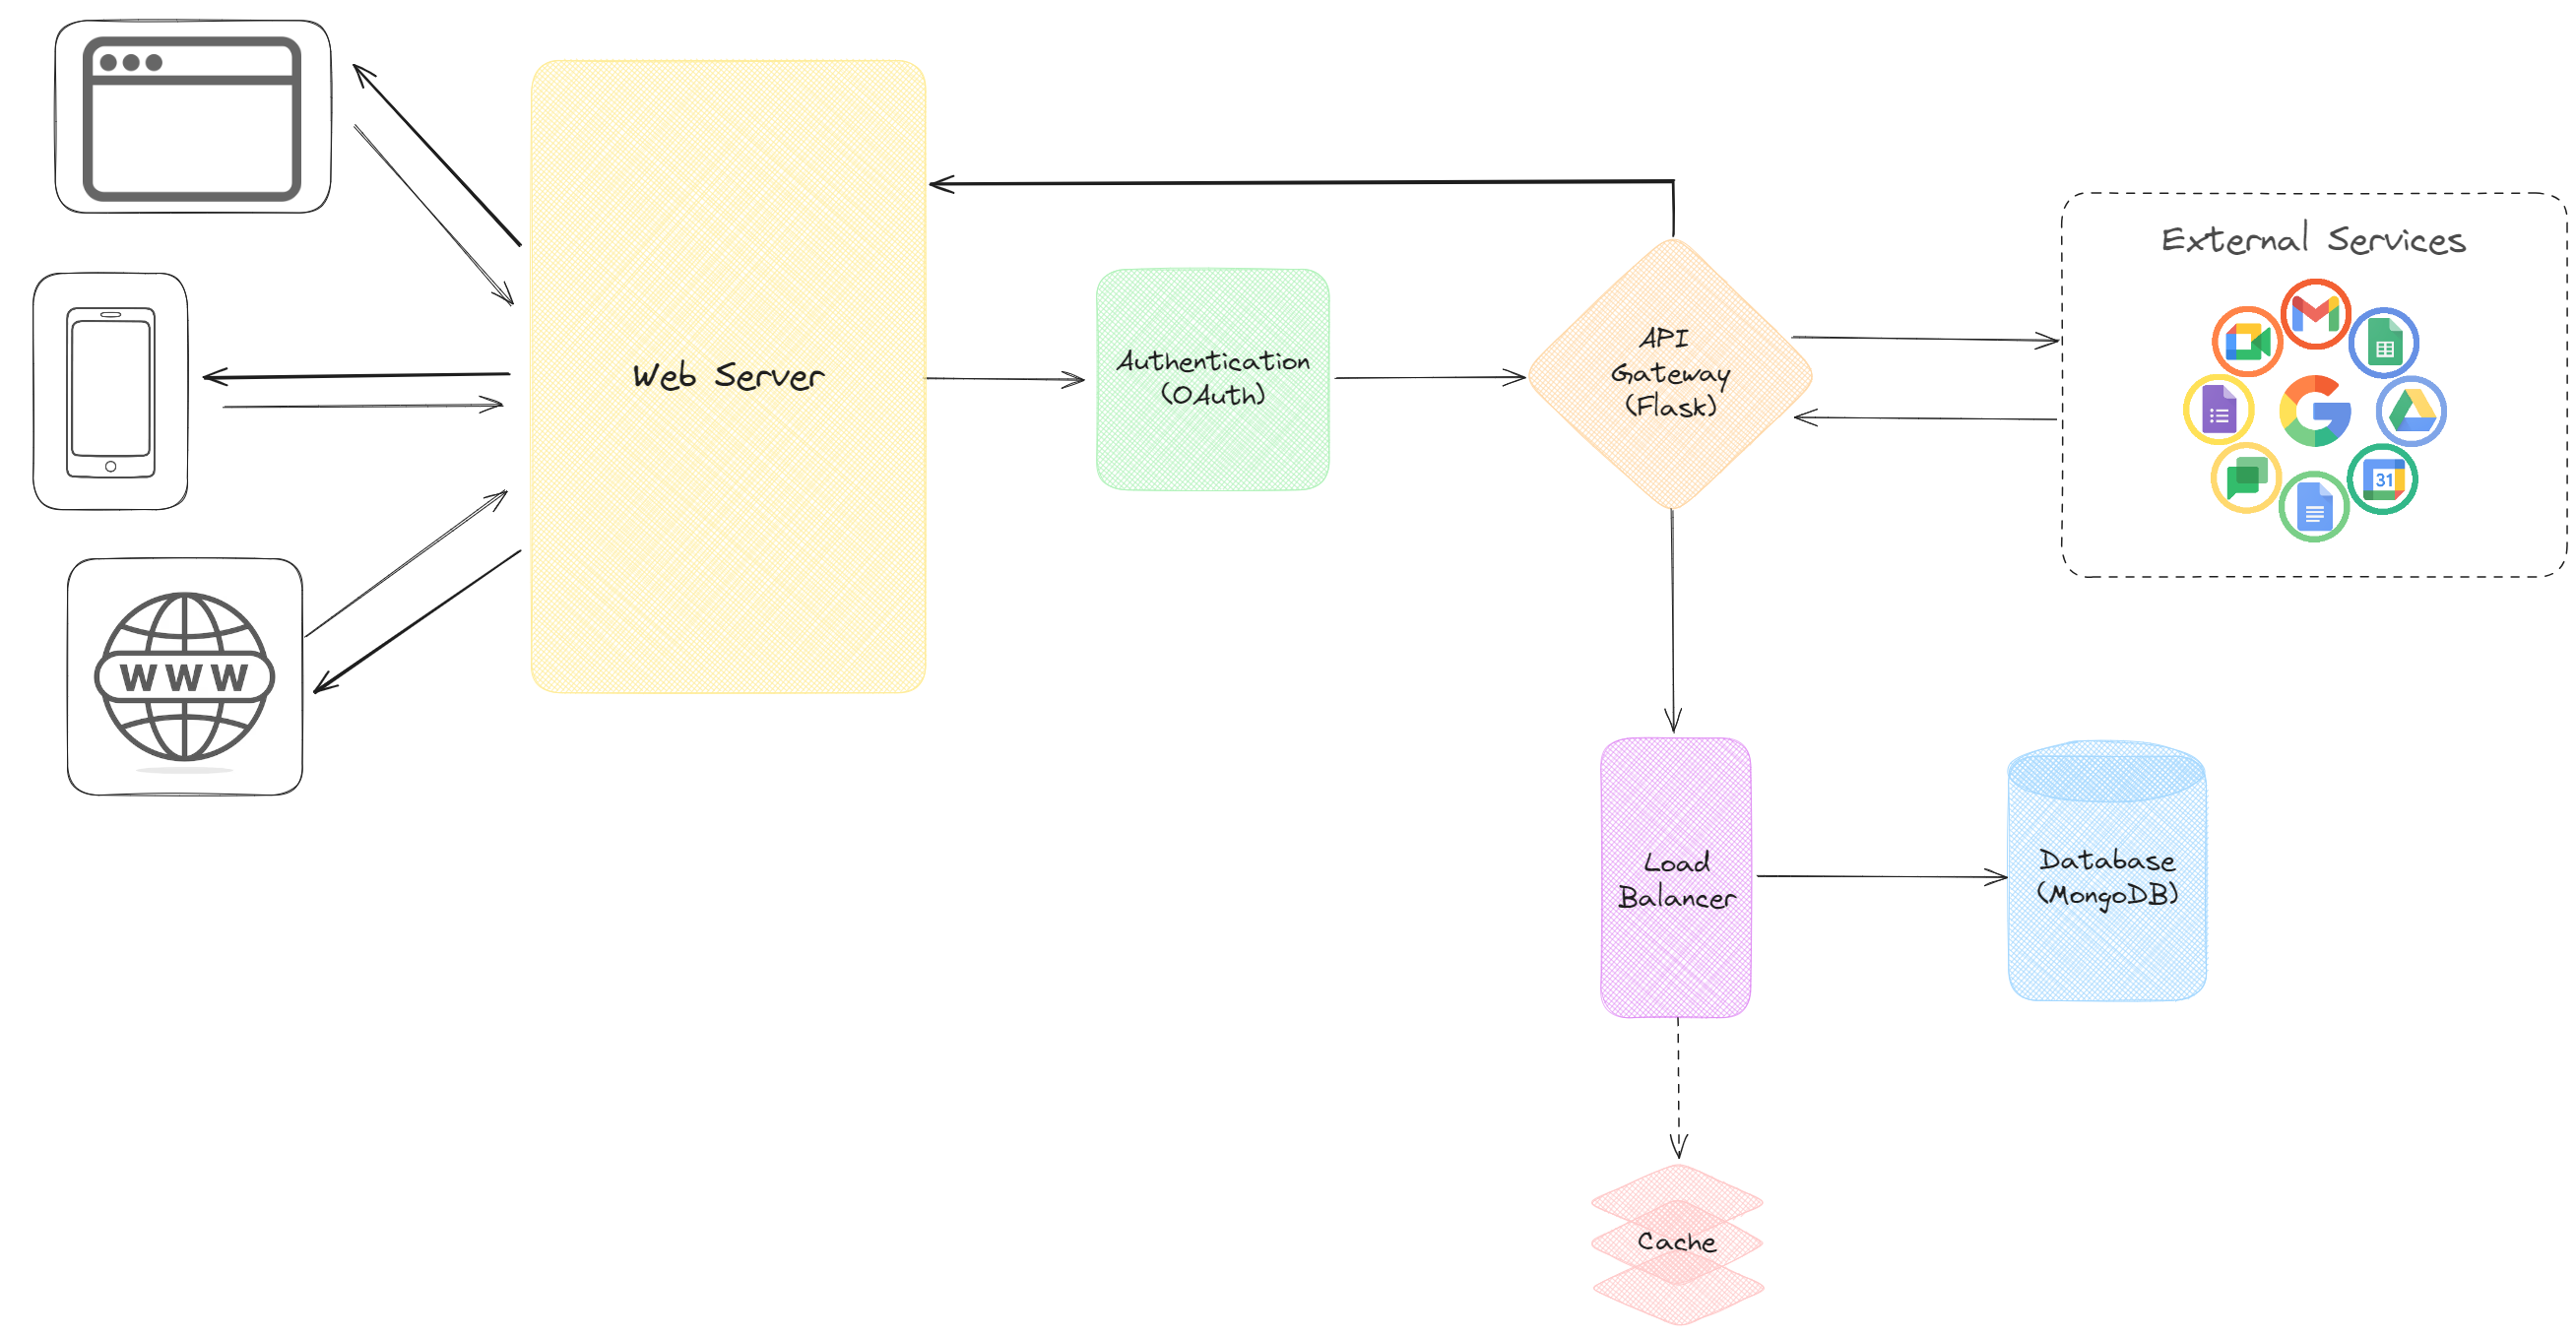 External Services
31
API
Gateway
(Flask)
Authentication
(OAuth)
Web Server
WWW
Load
Balancer
Database
(MongoDB)
Cache